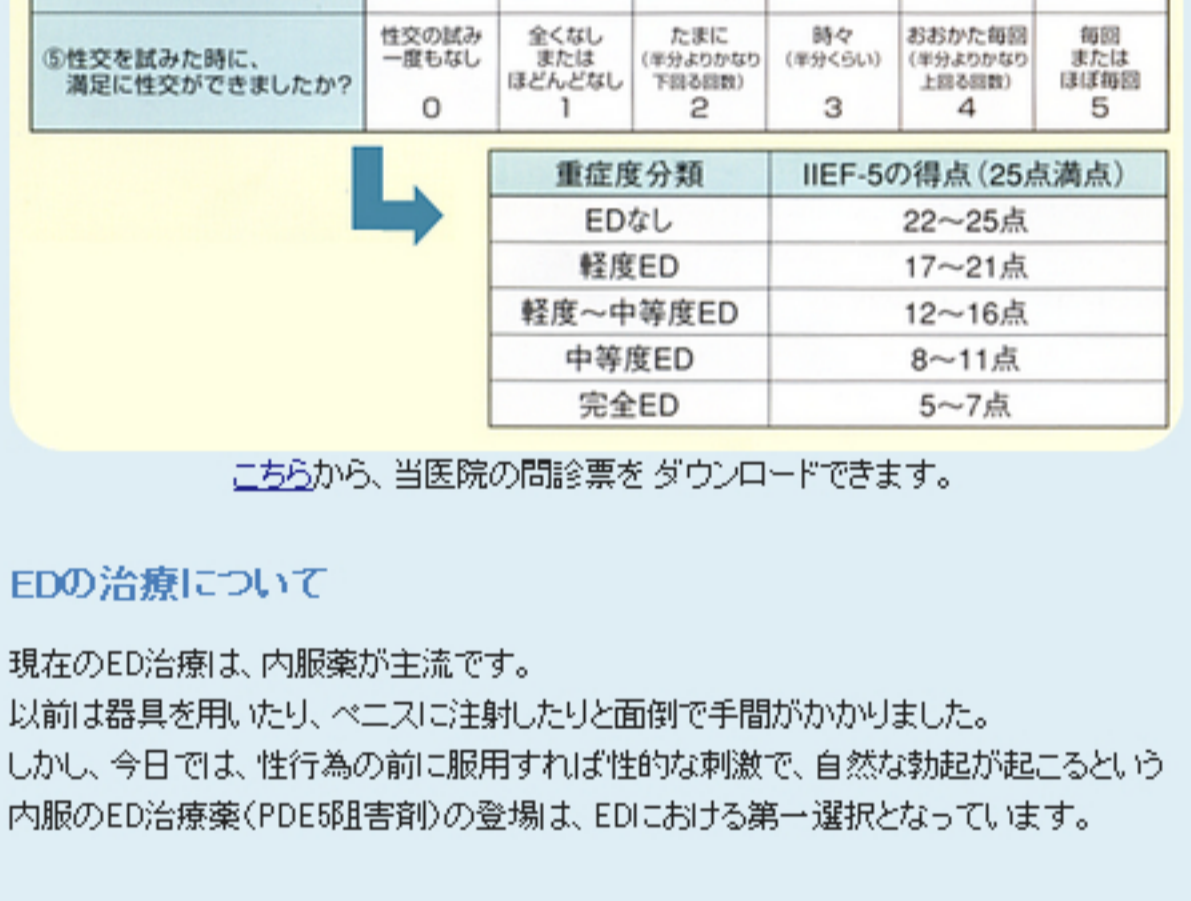 ⑤性交を試みた時に、
満足に性交ができましたか?
性交の試み
一度もなし
0
全くなし
または
ほどんどなし
1
たまに
(半分よりかなり
下回る回数)
2
時々
(半分くらい)
3
おおかた毎回
(半分よりかなり
上回る回数)
4
毎回
または
ほぼ毎回
5
重症度分類 IIEF-5の得点(25点満点)
EDなし 22〜25点
軽度ED 17〜21点
軽度〜中等度ED 12〜16点
中等度ED 8〜11点
完全ED 5〜7点
こちらから、当医院の問診票を ダウンロードできます。
EDの治療について
現在のED治療は、内服薬が主流です。
以前は器具を用いたり、ペニスに注射したりと面倒で手間がかかりました。
しかし、今日では、性行為の前に服用すれば性的な刺激で、自然な勃起が起こるという
内服のED治療薬(PDE5阻害剤)の登場は、EDにおける第一選択となっています。